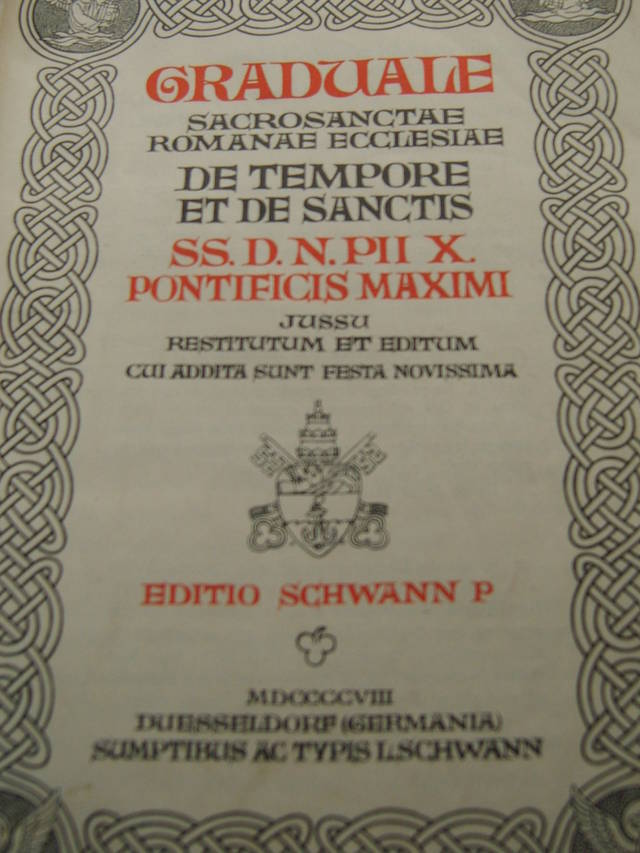 GRADUALE
SACROSANCTAE
ROMANAE ECCLESIAE
DE TEMPORE
ET DE SANCTIS
SS. D. N. PII X.
PONTIFICIS MAXIMI
JUSSU
RESTITUTUM ET EDITUM
CUI ADDITA SUNT FESTA NOVISSIMA
EDITIO SCHWANN P
MDCCCCVIII
DUESSELDORF (GERMANIA)
SUMPTIBUS AC TYPIS L.SCHWANN